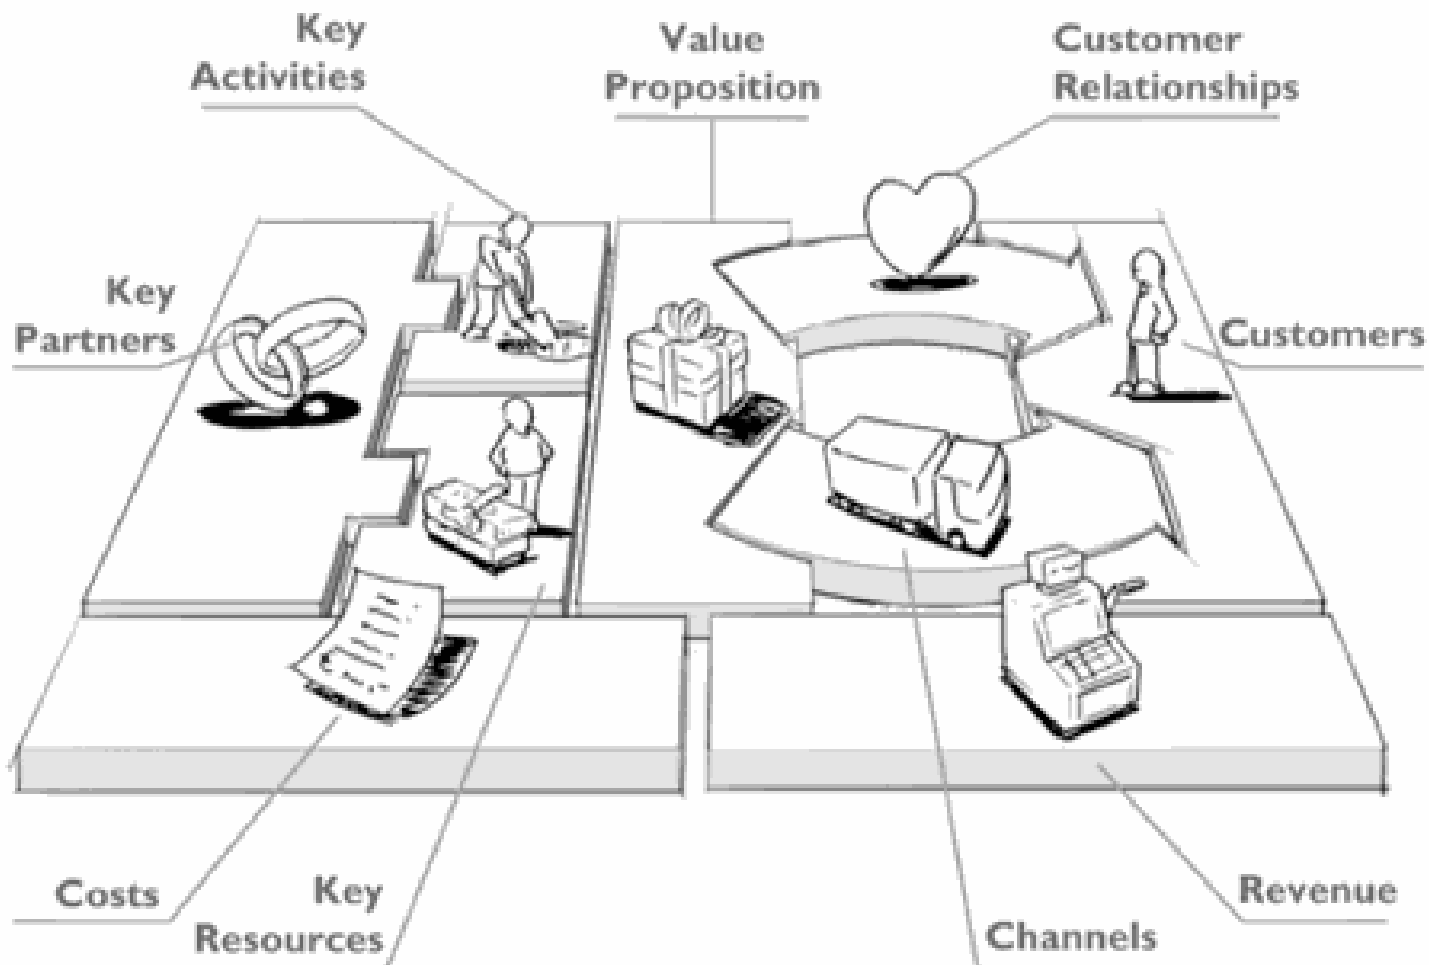 Key
Activities
Value
Proposition
Customer
Relationships
Key
Partners
Customers
Costs
Key
Resources
Channels
Revenue